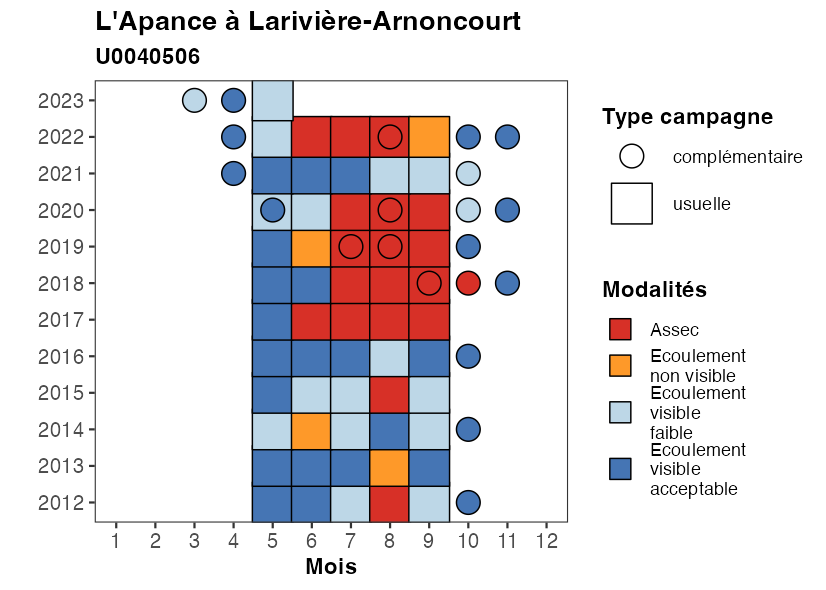 L'Apance à Larivière-Arnoncourt
U0040506
2023
2022
2021
2020
2019
2018
2017
2016
2015
2014
2013
2012
1 2 3 4 5 6 7 8 9 10 11 12
Mois
Type campagne
complémentaire
usuelle
Modalités
Assec
Ecoulement
non visible
Ecoulement
visible
faible
Ecoulement
visible
acceptable